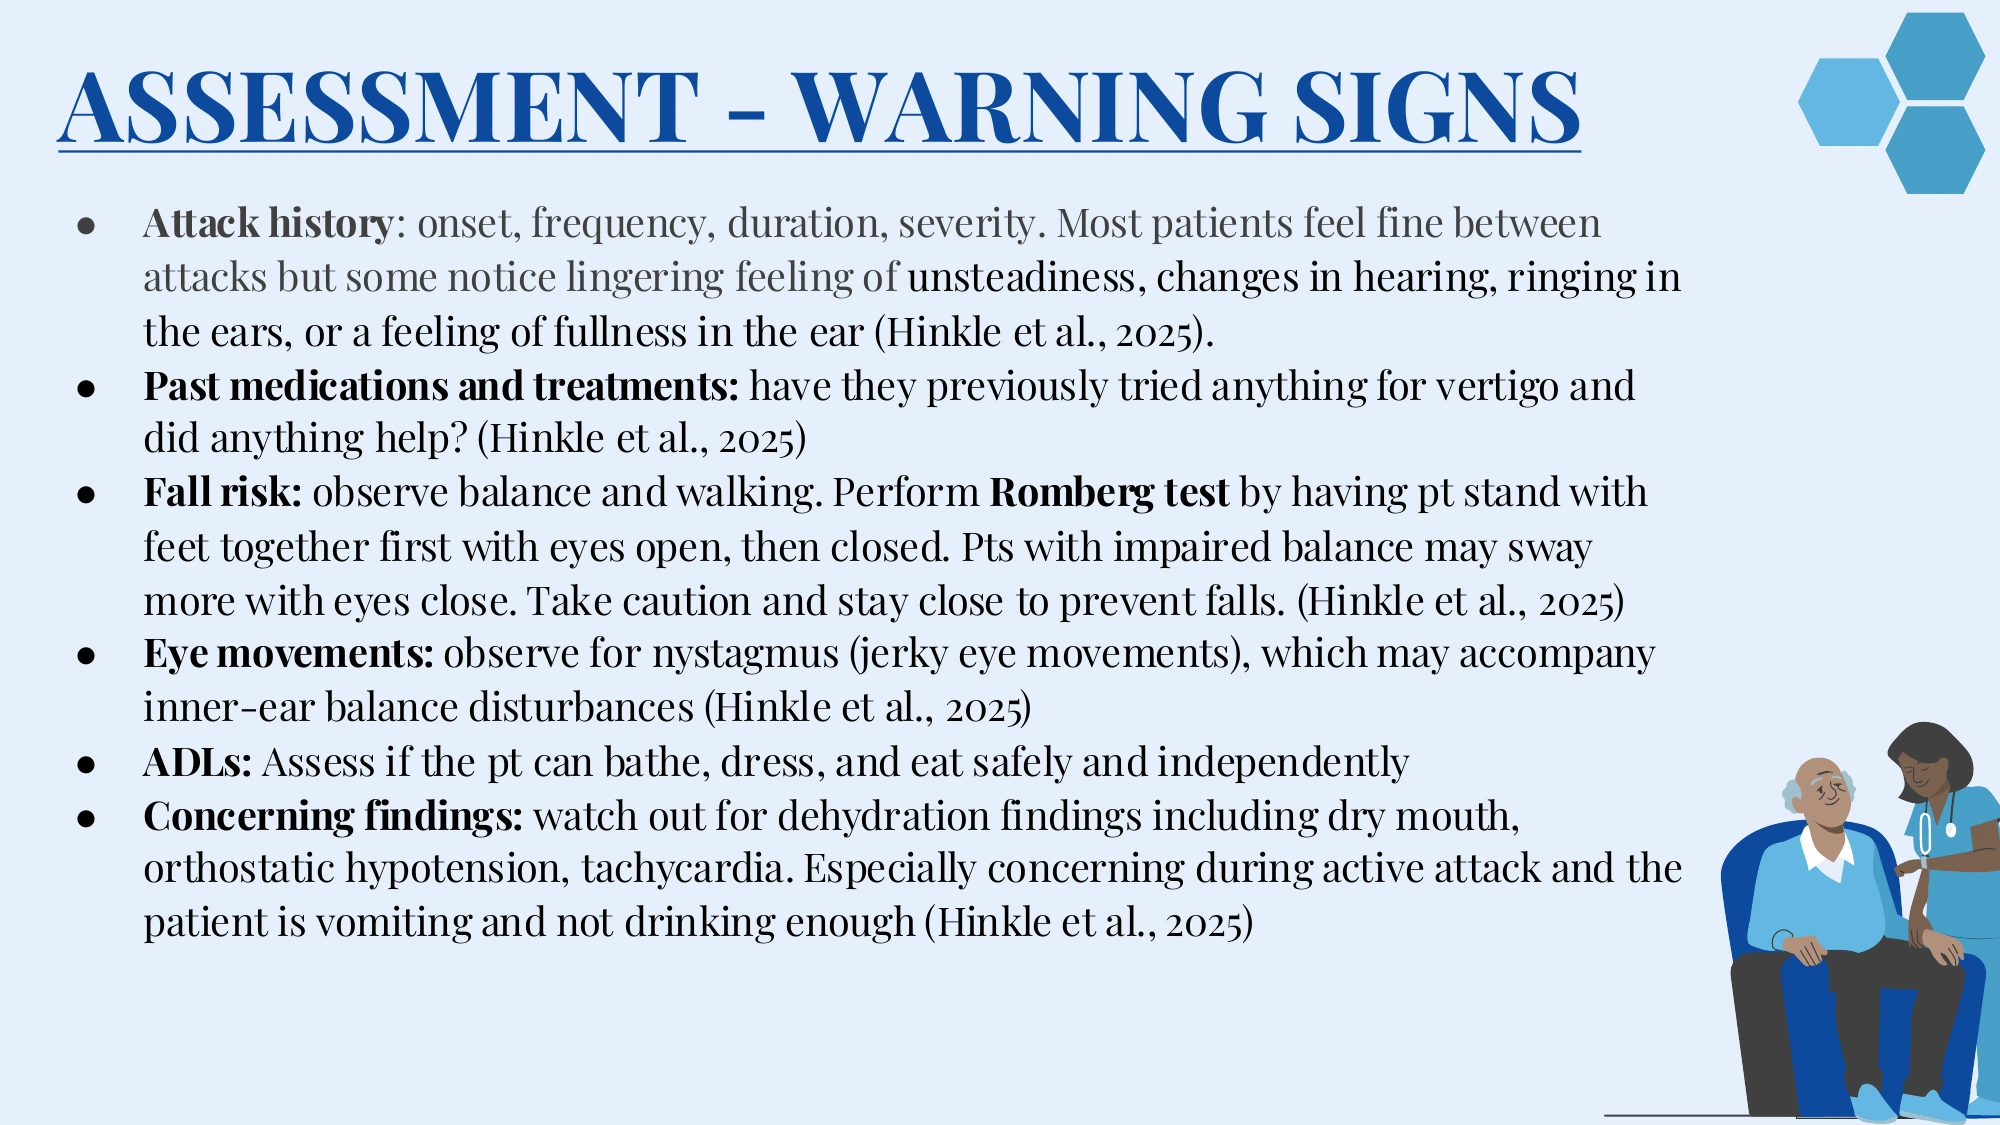 ASSESSMENT - WARNING SIGNS
● Attack history: onset, frequency, duration, severity. Most patients feel fine between
attacks but some notice lingering feeling of unsteadiness, changes in hearing, ringing in
the ears, or a feeling of fullness in the ear (Hinkle et al., 2025).
● Past medications and treatments: have they previously tried anything for vertigo and
did anything help? (Hinkle et al., 2025)
● Fall risk: observe balance and walking. Perform Romberg test by having pt stand with
feet together first with eyes open, then closed. Pts with impaired balance may sway
more with eyes close. Take caution and stay close to prevent falls. (Hinkle et al., 2025)
● Eye movements: observe for nystagmus (jerky eye movements), which may accompany
inner-ear balance disturbances (Hinkle et al., 2025)
● ADLs: Assess if the pt can bathe, dress, and eat safely and independently
● Concerning findings: watch out for dehydration findings including dry mouth,
orthostatic hypotension, tachycardia. Especially concerning during active attack and the
patient is vomiting and not drinking enough (Hinkle et al., 2025)